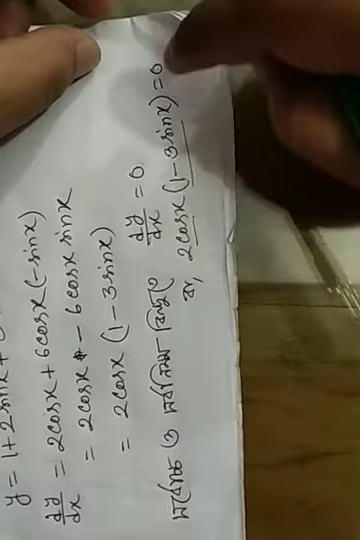 y = 1+2sinx+
dy/dx = 2cosx + 6cosx(-sinx)
= 2cosx - 6cosx sinx
= 2cosx (1-3sinx)
ও সর্বনিম্ন বিন্দুতে dy/dx = 0
বা, 2cosx (1-3sinx) = 0